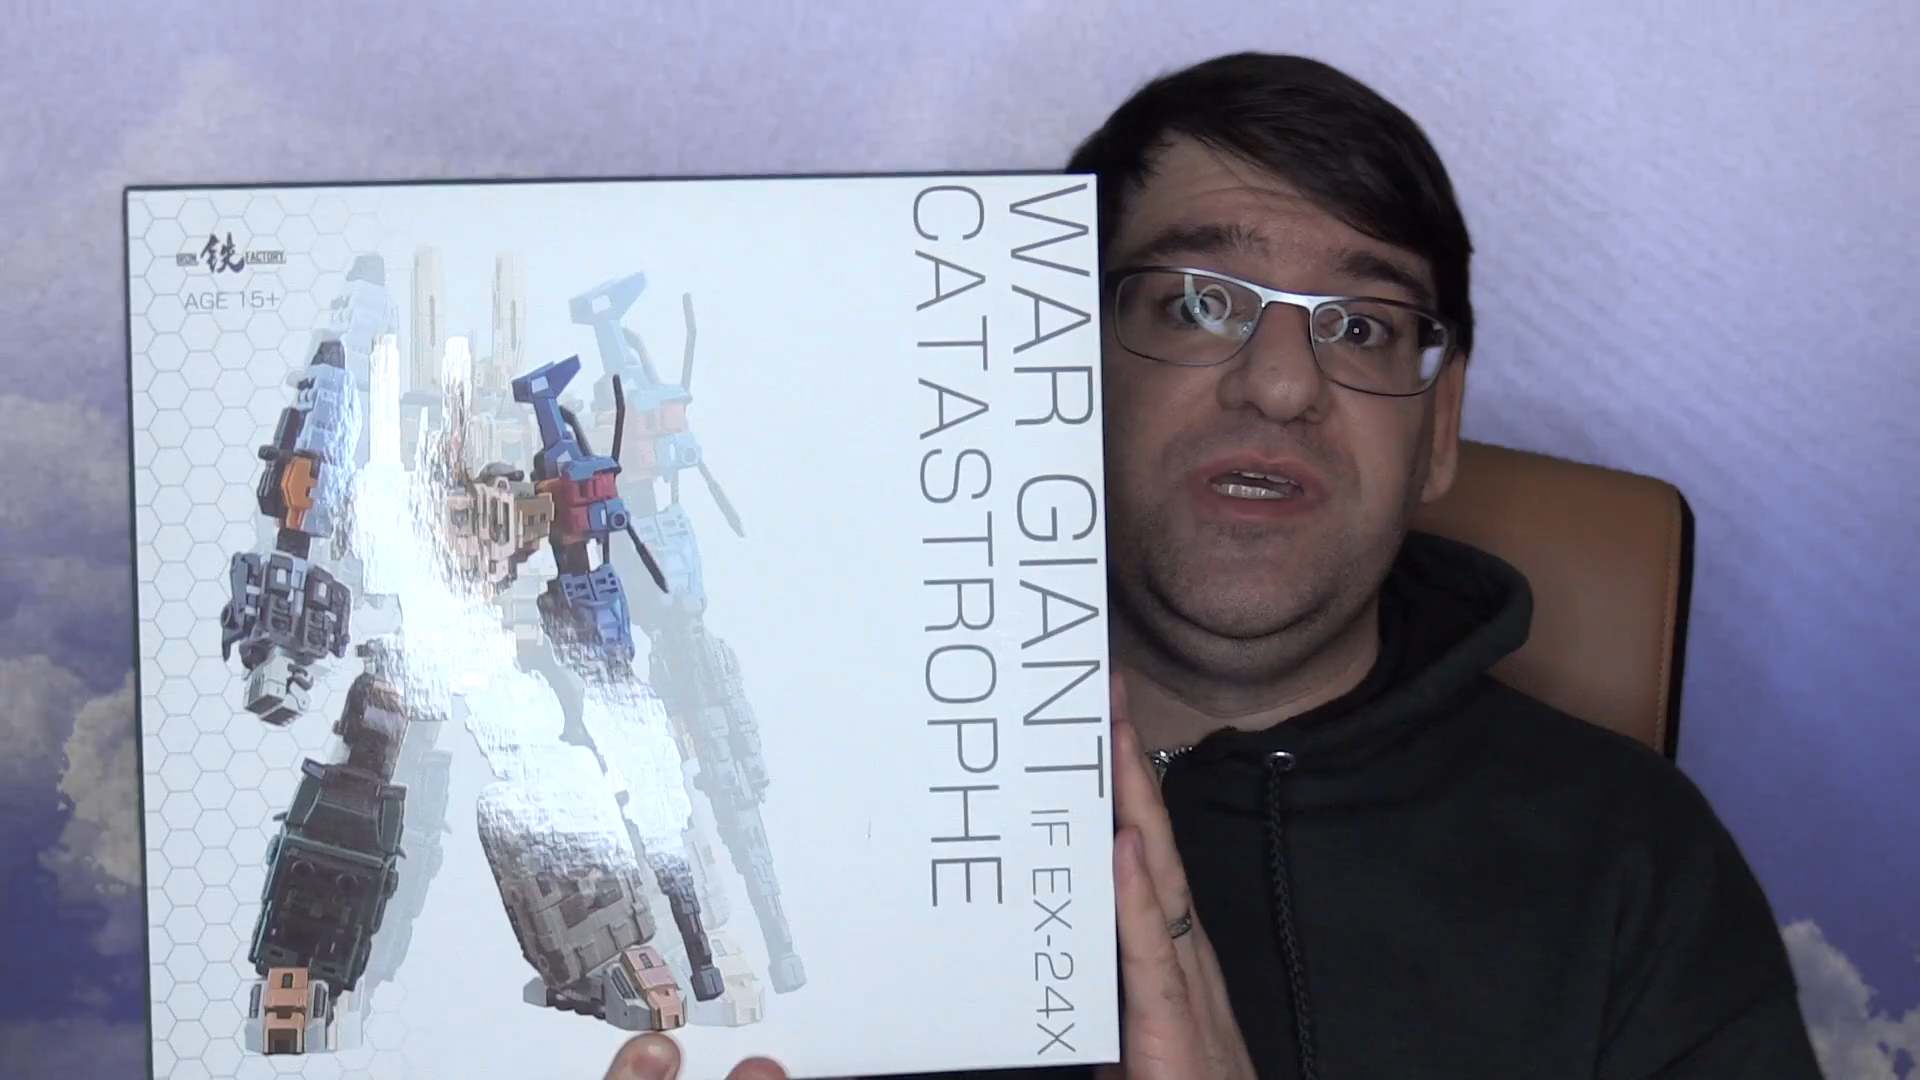 IRON 铁 FACTORY
AGE 15+
WAR GIANT IF EX-24X
CATASTROPHE